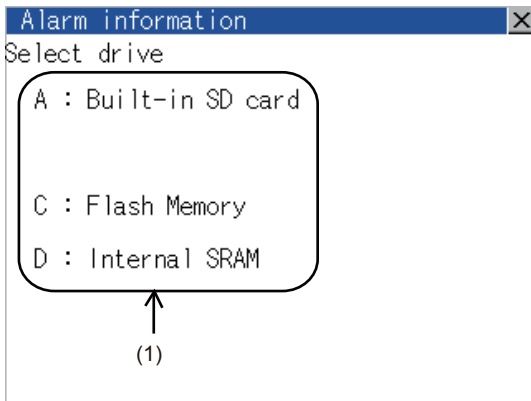 Alarm information
Select drive
A : Built-in SD card
C : Flash Memory
D : Internal SRAM
(1)